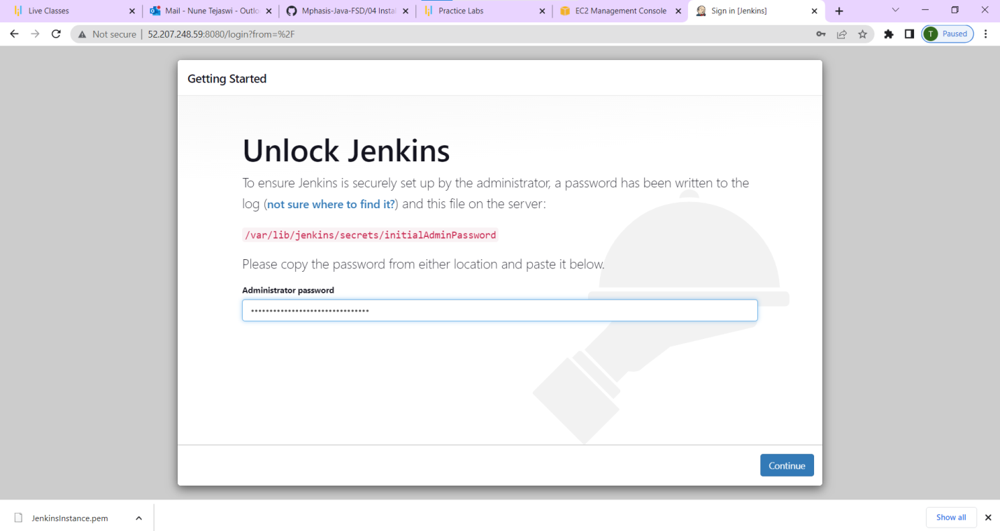 Live Classes
Mail - Nune Tejaswi - Outlo
Mphasis-Java-FSD/04 Instal
Practice Labs
EC2 Management Console
Sign in [Jenkins]
Not secure | 52.207.248.59:8080/login?from=%2F
T Paused
Getting Started
Unlock Jenkins
To ensure Jenkins is securely set up by the administrator, a password has been written to the
log (not sure where to find it?) and this file on the server:
/var/lib/jenkins/secrets/initialAdminPassword
Please copy the password from either location and paste it below.
Administrator password
••••••••••••••••••••••••••••••••
Continue
JenkinsInstance.pem
Show all